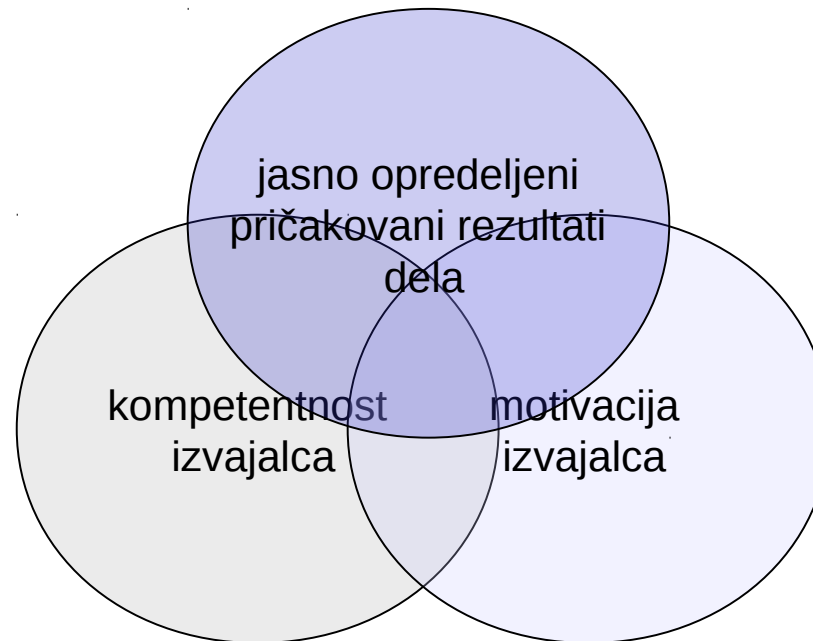 jasno opredeljeni
pričakovani rezultati
dela
kompetentnost
izvajalca
motivacija
izvajalca